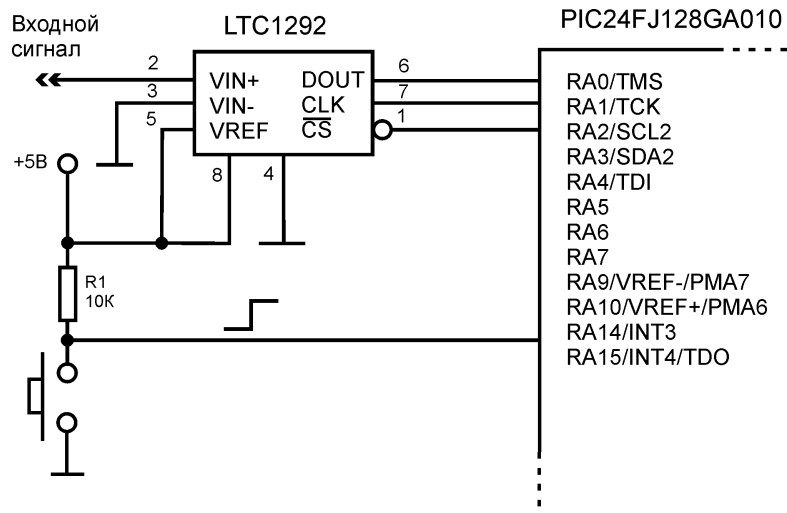 Входной
сигнал
LTC1292
PIC24FJ128GA010
2
3
5
VIN+
VIN-
VREF
DOUT
CLK
CS
6
7
1
8
4
+5В
R1
10К
RA0/TMS
RA1/TCK
RA2/SCL2
RA3/SDA2
RA4/TDI
RA5
RA6
RA7
RA9/VREF-/PMA7
RA10/VREF+/PMA6
RA14/INT3
RA15/INT4/TDO